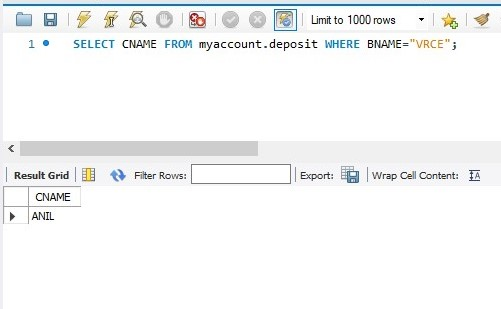 Limit to 1000 rows
1 SELECT CNAME FROM myaccount.deposit WHERE BNAME="VRCE";
Result Grid Filter Rows: Export: Wrap Cell Content:
CNAME
ANIL